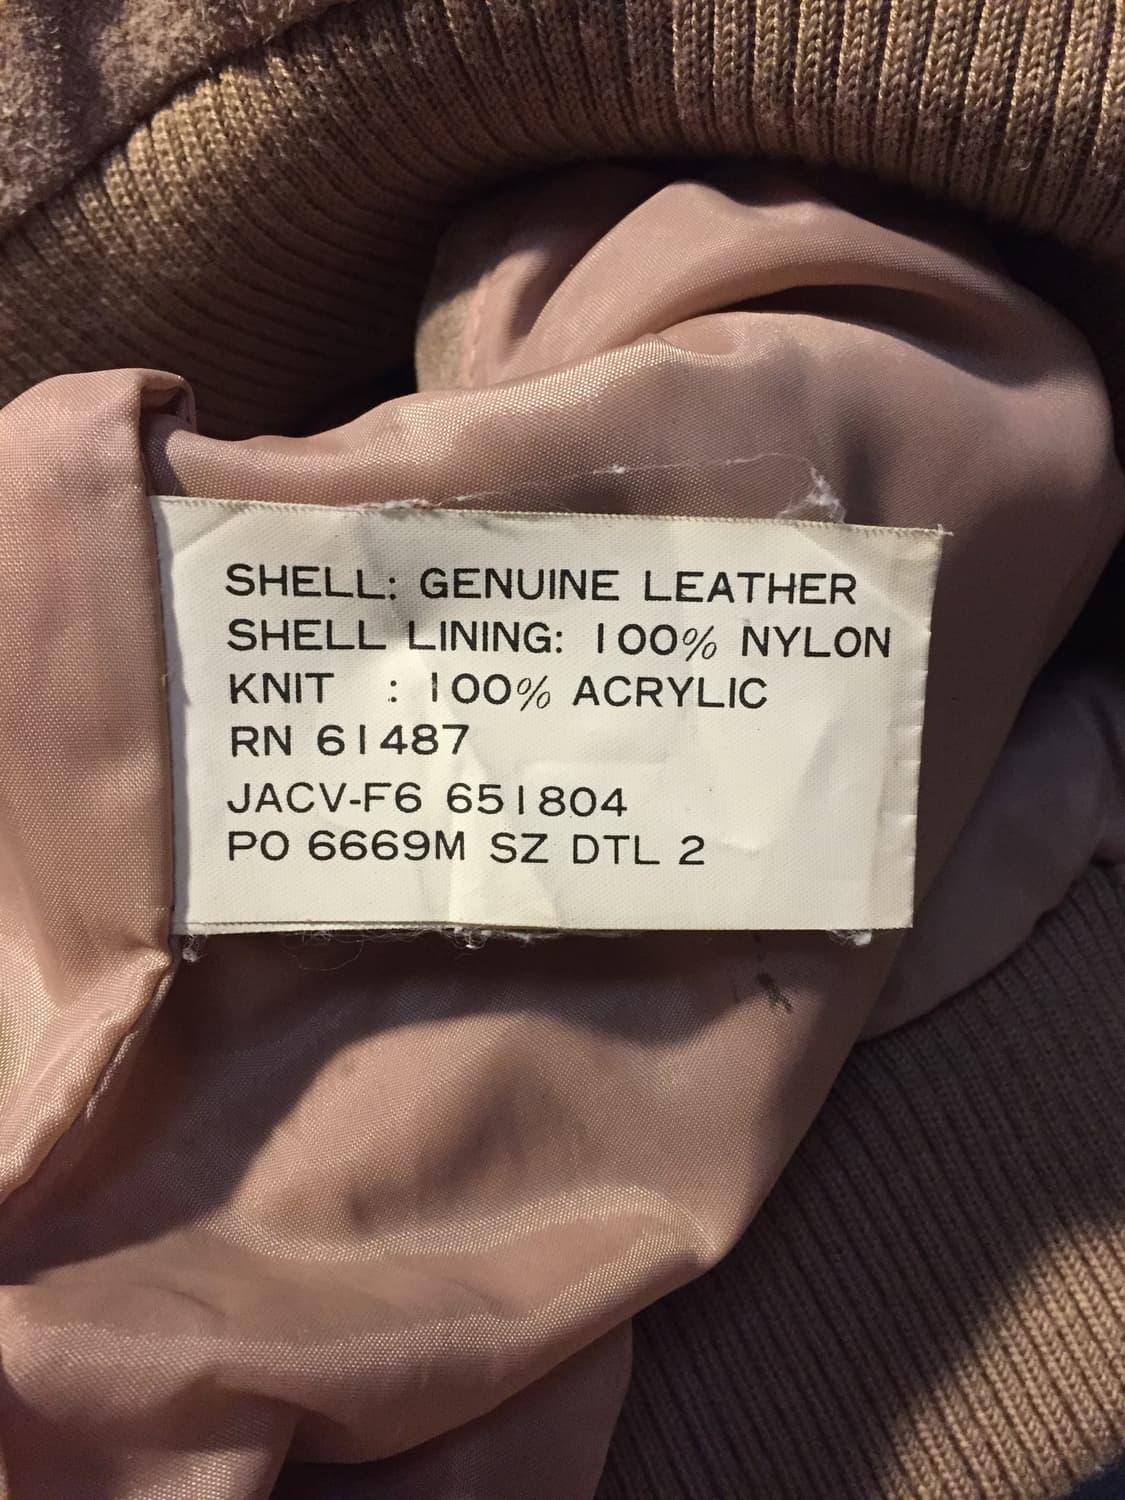 SHELL: GENUINE LEATHER
SHELL LINING: 100% NYLON
KNIT : 100% ACRYLIC
RN 61487
JACV-F6 651804
PO 6669M SZ DTL 2